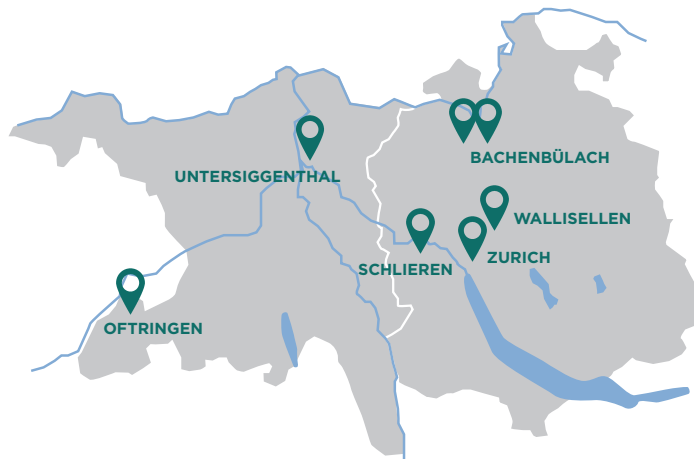 BACHENBÜLACH
UNTERSIGGENTHAL
WALLISELLEN
ZURICH
SCHLIEREN
OFTRINGEN